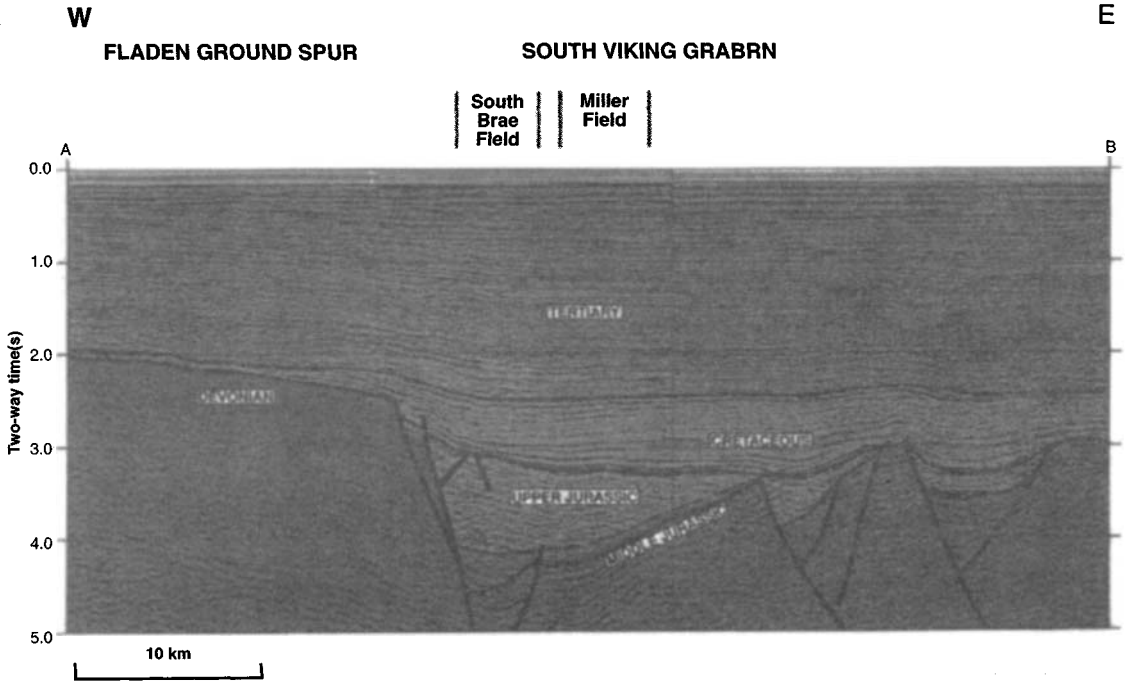 W
E
FLADEN GROUND SPUR
SOUTH VIKING GRABRN
South
Brae
Field
Miller
Field
A
B
0.0
1.0
2.0
3.0
4.0
5.0
Two-way time(s)
TERTIARY
DEVONIAN
CRETACEOUS
UPPER JURASSIC
MIDDLE JURASSIC
10 km